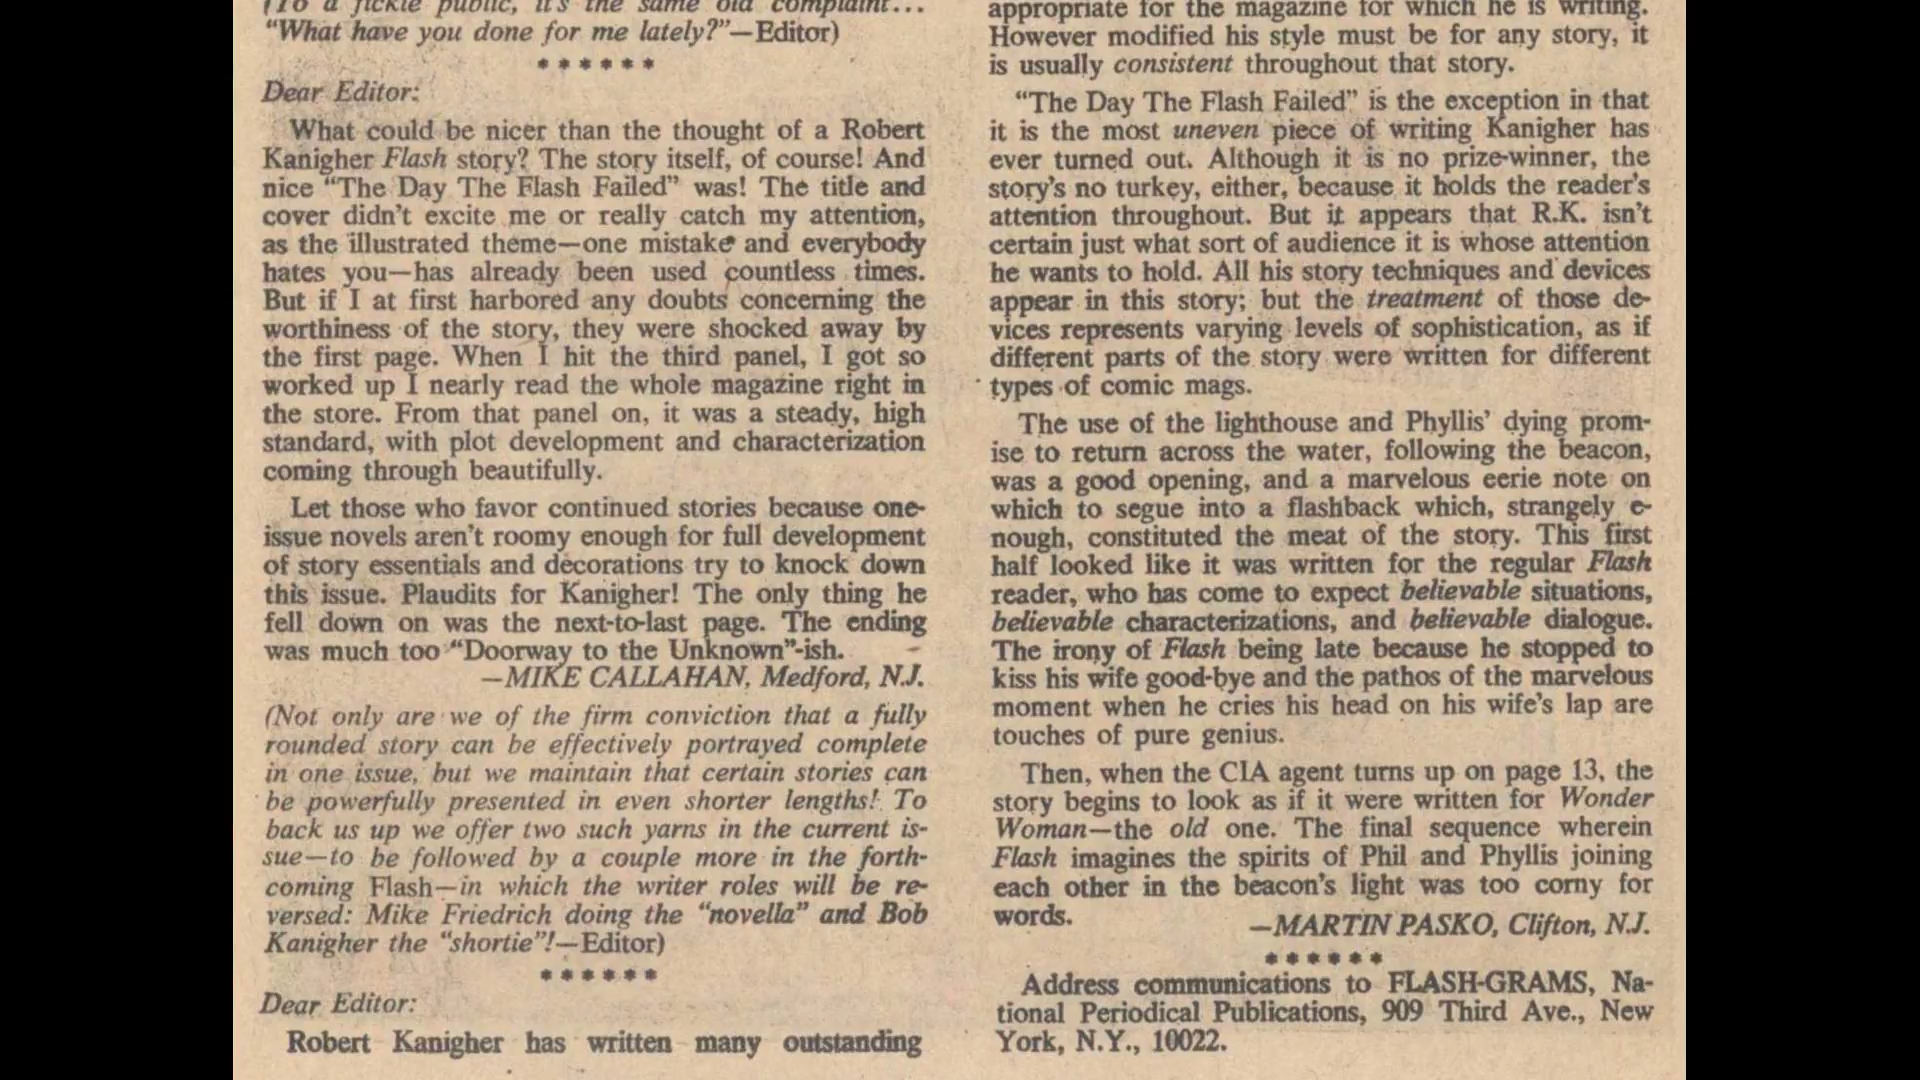 (To a fickle public, it's the same old complaint...
“What have you done for me lately?”—Editor)
******
Dear Editor:
What could be nicer than the thought of a Robert
Kanigher Flash story? The story itself, of course! And
nice “The Day The Flash Failed” was! The title and
cover didn't excite me or really catch my attention,
as the illustrated theme—one mistake and everybody
hates you—has already been used countless times.
But if I at first harbored any doubts concerning the
worthiness of the story, they were shocked away by
the first page. When I hit the third panel, I got so
worked up I nearly read the whole magazine right in
the store. From that panel on, it was a steady, high
standard, with plot development and characterization
coming through beautifully.
Let those who favor continued stories because one-
issue novels aren't roomy enough for full development
of story essentials and decorations try to knock down
this issue. Plaudits for Kanigher! The only thing he
fell down on was the next-to-last page. The ending
was much too “Doorway to the Unknown”-ish.
—MIKE CALLAHAN, Medford, N.J.
(Not only are we of the firm conviction that a fully
rounded story can be effectively portrayed complete
in one issue, but we maintain that certain stories can
be powerfully presented in even shorter lengths! To
back us up we offer two such yarns in the current is-
sue—to be followed by a couple more in the forth-
coming Flash—in which the writer roles will be re-
versed: Mike Friedrich doing the “novella” and Bob
Kanigher the “shortie”!—Editor)
******
Dear Editor:
Robert Kanigher has written many outstanding
appropriate for the magazine for which he is writing.
However modified his style must be for any story, it
is usually consistent throughout that story.
“The Day The Flash Failed” is the exception in that
it is the most uneven piece of writing Kanigher has
ever turned out. Although it is no prize-winner, the
story's no turkey, either, because it holds the reader's
attention throughout. But it appears that R.K. isn't
certain just what sort of audience it is whose attention
he wants to hold. All his story techniques and devices
appear in this story; but the treatment of those de-
vices represents varying levels of sophistication, as if
different parts of the story were written for different
types of comic mags.
The use of the lighthouse and Phyllis' dying prom-
ise to return across the water, following the beacon,
was a good opening, and a marvelous eerie note on
which to segue into a flashback which, strangely e-
nough, constituted the meat of the story. This first
half looked like it was written for the regular Flash
reader, who has come to expect believable situations,
believable characterizations, and believable dialogue.
The irony of Flash being late because he stopped to
kiss his wife good-bye and the pathos of the marvelous
moment when he cries his head on his wife's lap are
touches of pure genius.
Then, when the CIA agent turns up on page 13, the
story begins to look as if it were written for Wonder
Woman—the old one. The final sequence wherein
Flash imagines the spirits of Phil and Phyllis joining
each other in the beacon's light was too corny for
words.
—MARTIN PASKO, Clifton, N.J.
******
Address communications to FLASH-GRAMS, Na-
tional Periodical Publications, 909 Third Ave., New
York, N.Y., 10022.